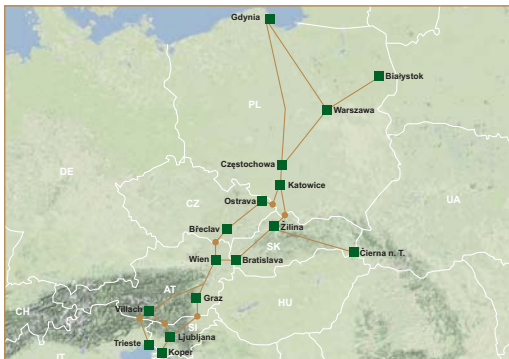 Gdynia
Białystok
PL
Warszawa
Częstochowa
DE
Katowice
CZ
Ostrava
UA
Břeclav
Žilina
SK
Wien
Bratislava
Čierna n. T.
AT
Graz
HU
CH
Villach
SI
Ljubljana
Trieste
Koper
IT